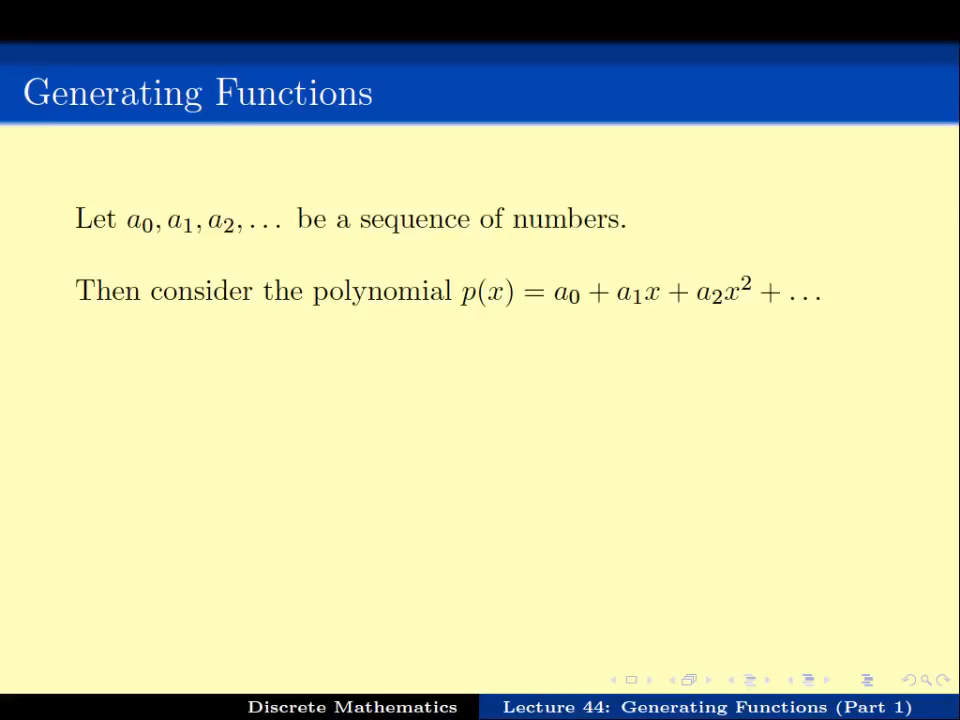 Generating Functions
Let a₀, a₁, a₂, ... be a sequence of numbers.
Then consider the polynomial p(x) = a₀ + a₁x + a₂x² + ...
Discrete Mathematics
Lecture 44: Generating Functions (Part 1)